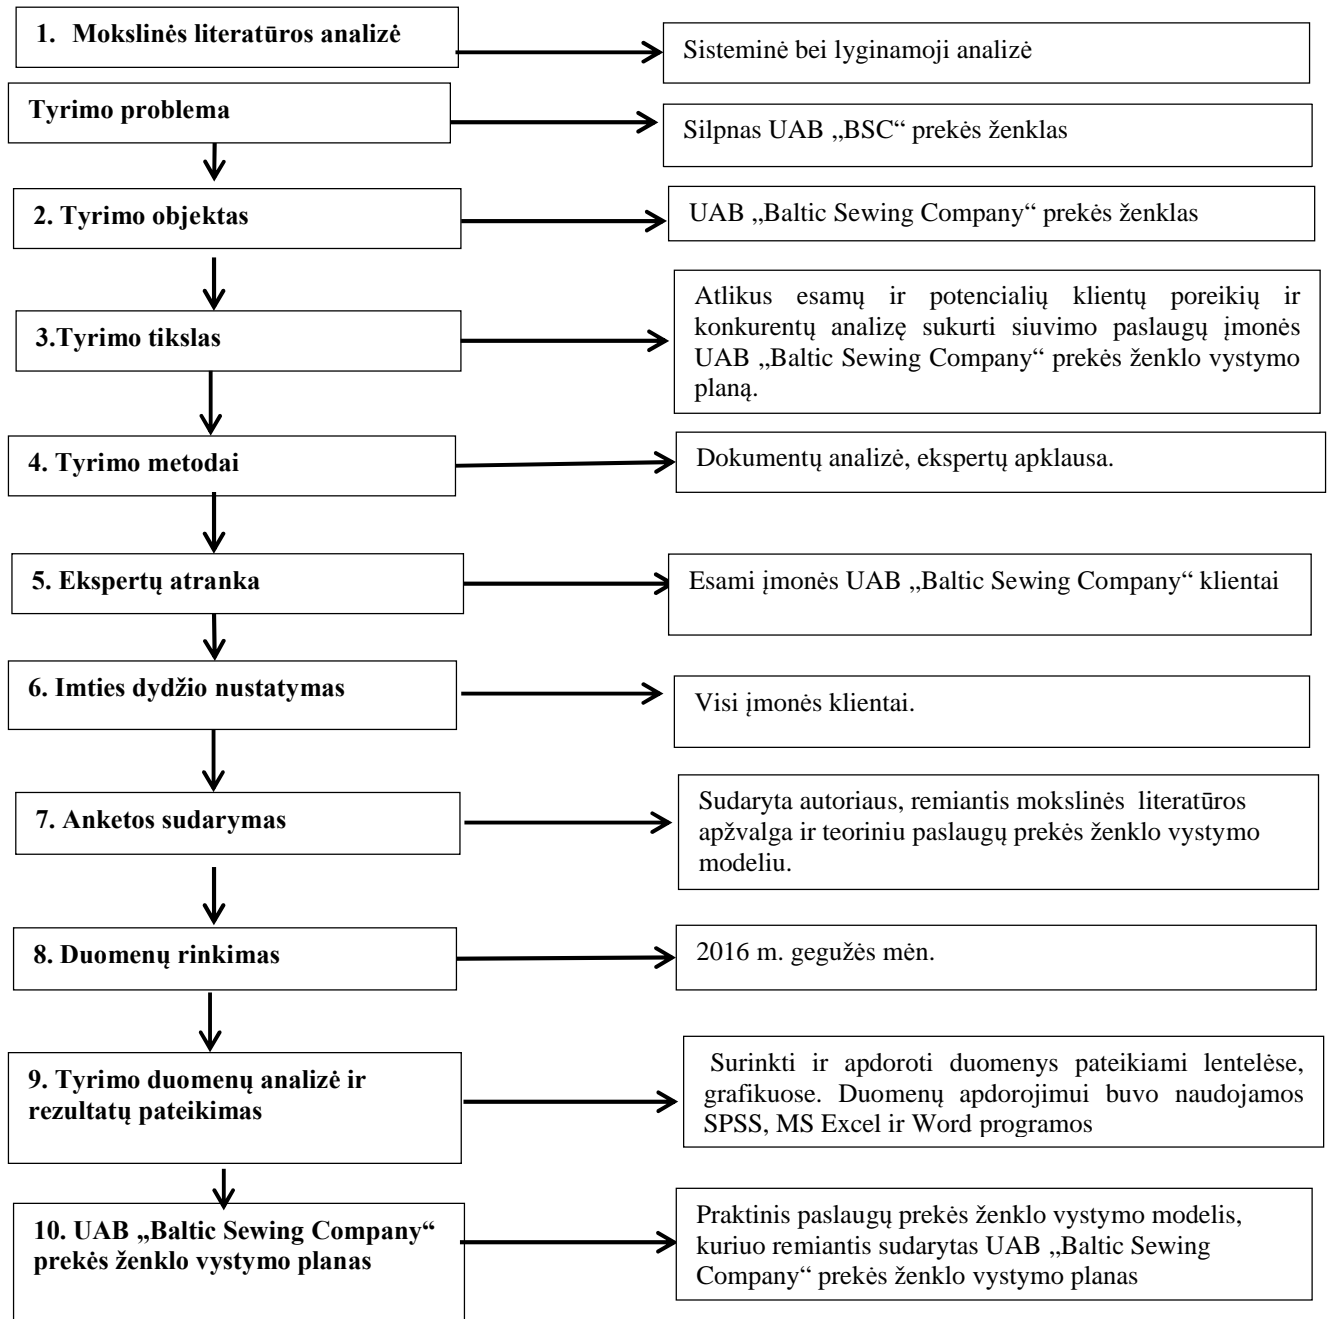 1. Mokslinės literatūros analizė
Sisteminė bei lyginamoji analizė
Tyrimo problema
Silpnas UAB „BSC“ prekės ženklas
2. Tyrimo objektas
UAB „Baltic Sewing Company“ prekės ženklas
3.Tyrimo tikslas
Atlikus esamų ir potencialių klientų poreikių ir
konkurentų analizę sukurti siuvimo paslaugų įmonės
UAB „Baltic Sewing Company“ prekės ženklo vystymo
planą.
4. Tyrimo metodai
Dokumentų analizė, ekspertų apklausa.
5. Ekspertų atranka
Esami įmonės UAB „Baltic Sewing Company“ klientai
6. Imties dydžio nustatymas
Visi įmonės klientai.
7. Anketos sudarymas
Sudaryta autoriaus, remiantis mokslinės literatūros
apžvalga ir teoriniu paslaugų prekės ženklo vystymo
modeliu.
8. Duomenų rinkimas
2016 m. gegužės mėn.
9. Tyrimo duomenų analizė ir
rezultatų pateikimas
Surinkti ir apdoroti duomenys pateikiami lentelėse,
grafikuose. Duomenų apdorojimui buvo naudojamos
SPSS, MS Excel ir Word programos
10. UAB „Baltic Sewing Company“
prekės ženklo vystymo planas
Praktinis paslaugų prekės ženklo vystymo modelis,
kuriuo remiantis sudarytas UAB „Baltic Sewing
Company“ prekės ženklo vystymo planas